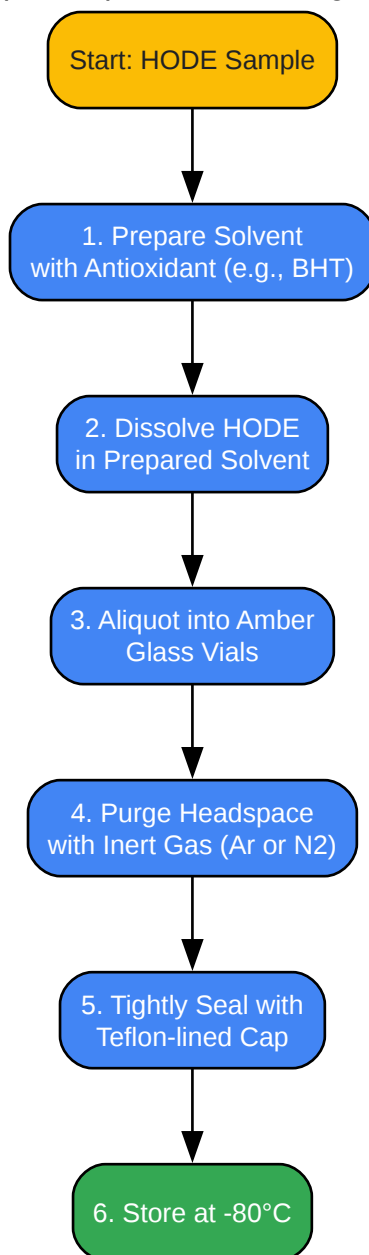 Start: HODE Sample
1. Prepare Solvent
with Antioxidant (e.g., BHT)
2. Dissolve HODE
in Prepared Solvent
3. Aliquot into Amber
Glass Vials
4. Purge Headspace
with Inert Gas (Ar or N2)
5. Tightly Seal with
Teflon-lined Cap
6. Store at -80°C